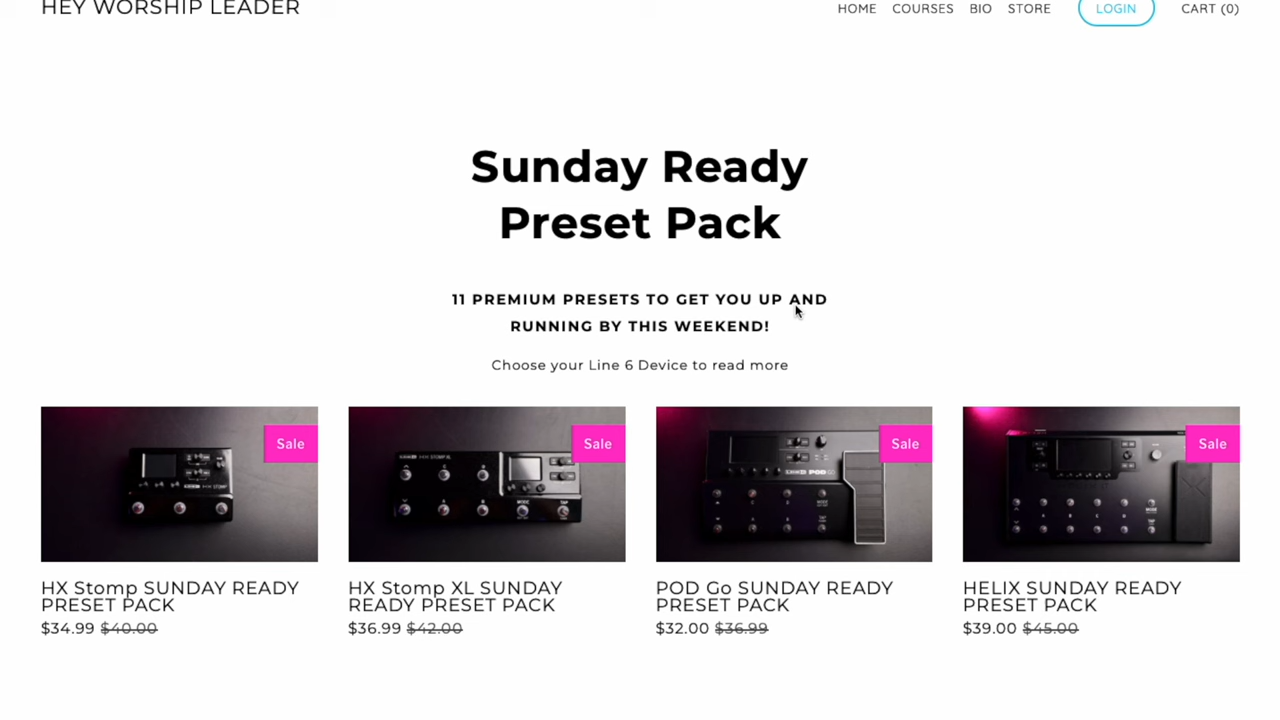 HEY WORSHIP LEADER
HOME COURSES BIO STORE LOGIN CART (0)
Sunday Ready
Preset Pack
11 PREMIUM PRESETS TO GET YOU UP AND
RUNNING BY THIS WEEKEND!
Choose your Line 6 Device to read more
Sale
Sale
Sale
Sale
HX Stomp SUNDAY READY
PRESET PACK
$34.99 $40.00
HX Stomp XL SUNDAY
READY PRESET PACK
$36.99 $42.00
POD Go SUNDAY READY
PRESET PACK
$32.00 $36.99
HELIX SUNDAY READY
PRESET PACK
$39.00 $45.00